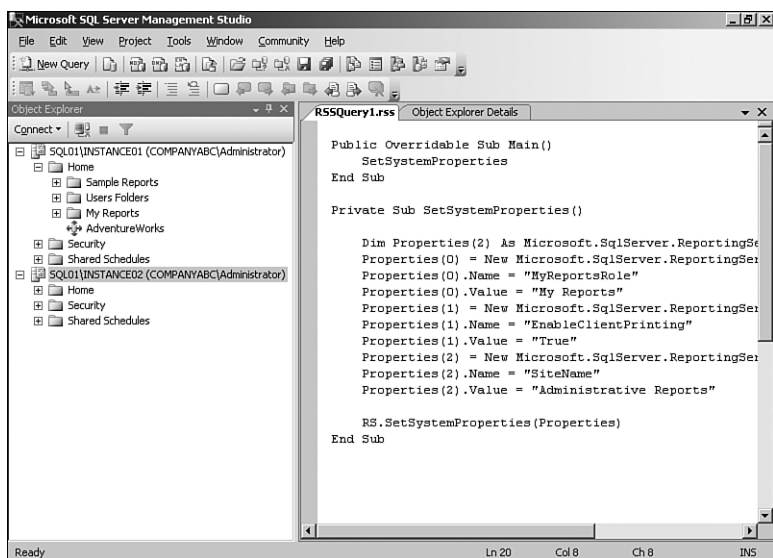 Microsoft SQL Server Management Studio
File Edit View Project Tools Window Community Help
New Query
Object Explorer
Connect
SQL01\INSTANCE01 (COMPANYABC\Administrator)
Home
Sample Reports
Users Folders
My Reports
AdventureWorks
Security
Shared Schedules
SQL01\INSTANCE02 (COMPANYABC\Administrator)
Home
Security
Shared Schedules
RSSQuery1.rss Object Explorer Details
Public Overridable Sub Main()
SetSystemProperties
End Sub
Private Sub SetSystemProperties()
Dim Properties(2) As Microsoft.SqlServer.ReportingSe
Properties(0) = New Microsoft.SqlServer.ReportingSer
Properties(0).Name = "MyReportsRole"
Properties(0).Value = "My Reports"
Properties(1) = New Microsoft.SqlServer.ReportingSer
Properties(1).Name = "EnableClientPrinting"
Properties(1).Value = "True"
Properties(2) = New Microsoft.SqlServer.ReportingSer
Properties(2).Name = "SiteName"
Properties(2).Value = "Administrative Reports"
RS.SetSystemProperties(Properties)
End Sub
Ready Ln 20 Col 8 Ch 8 INS